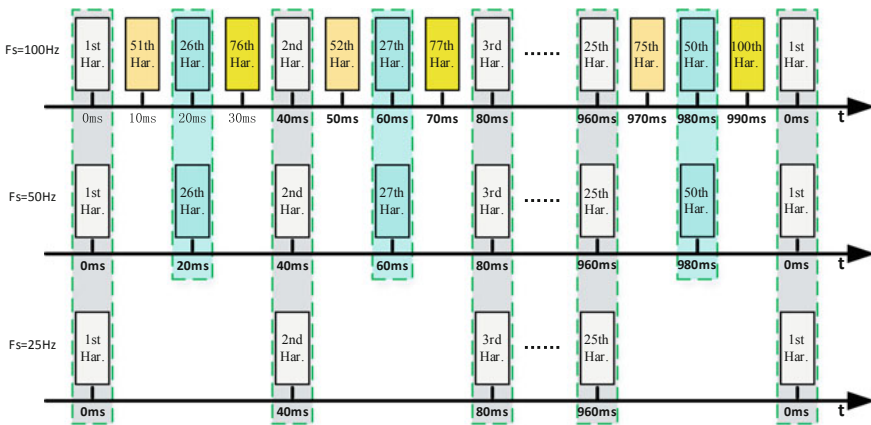 1st 51th 26th 76th 2nd 52th 27th 77th 3rd 25th 75th 50th 100th 1st
Fs=100Hz Har. Har. Har. Har. Har. Har. Har. Har. Har. ...... Har. Har. Har. Har. Har.
0ms 10ms 20ms 30ms 40ms 50ms 60ms 70ms 80ms 960ms 970ms 980ms 990ms 0ms t
1st 26th 2nd 27th 3rd 25th 50th 1st
Fs=50Hz Har. Har. Har. Har. Har. ...... Har. Har. Har.
0ms 20ms 40ms 60ms 80ms 960ms 980ms 0ms t
1st 2nd 3rd 25th 1st
Fs=25Hz Har. Har. Har. ...... Har. Har.
0ms 40ms 80ms 960ms 0ms t